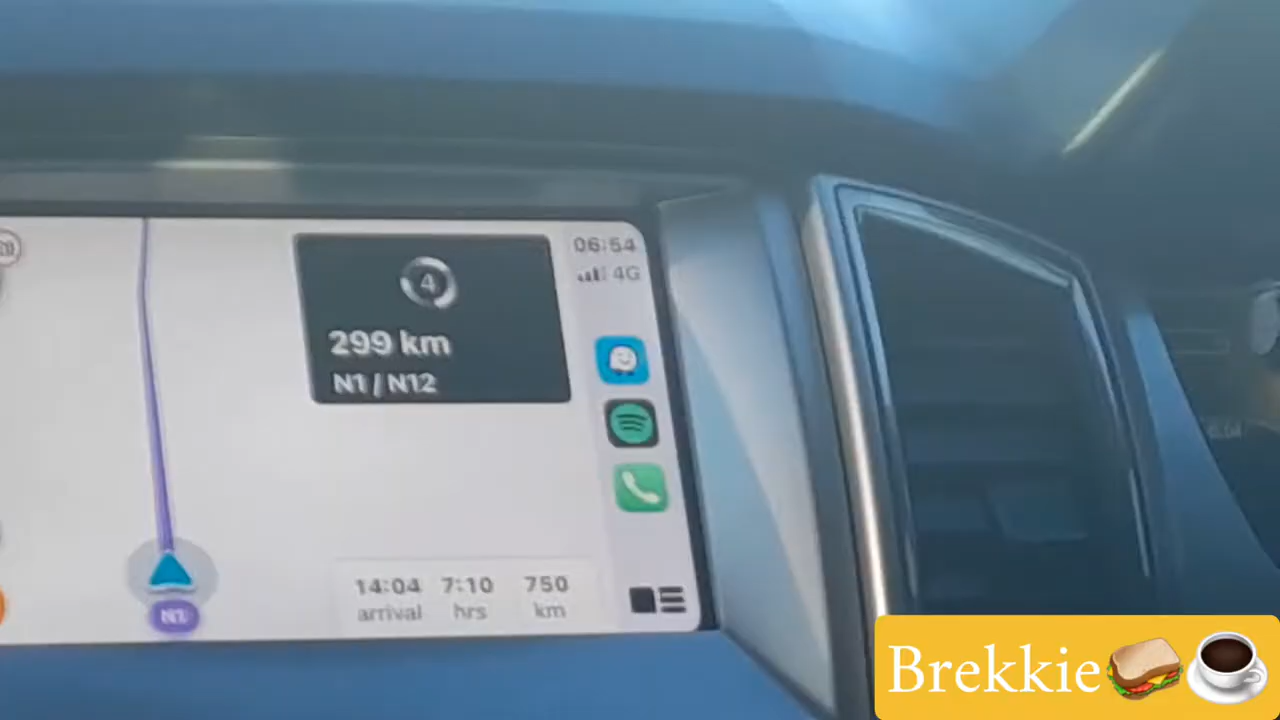 06:54
4G
4
299 km
N1 / N12
14:04 7:10 750
arrival hrs km
N1
Brekkie